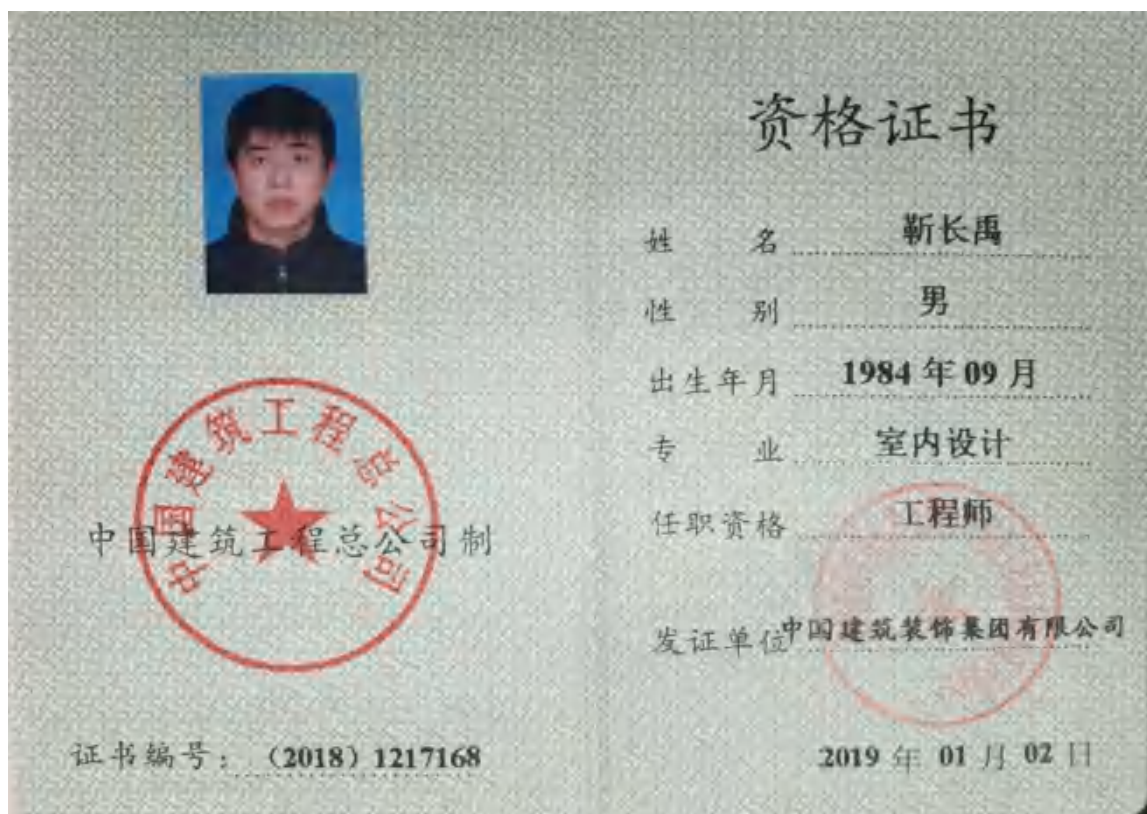 中国建筑工程总公司
中国建筑工程总公司制
证书编号：（2018）1217168
资格证书
姓 名 靳长禹
性 别 男
出生年月 1984年09月
专 业 室内设计
任职资格 工程师
发证单位 中国建筑装饰集团有限公司
2019年01月02日